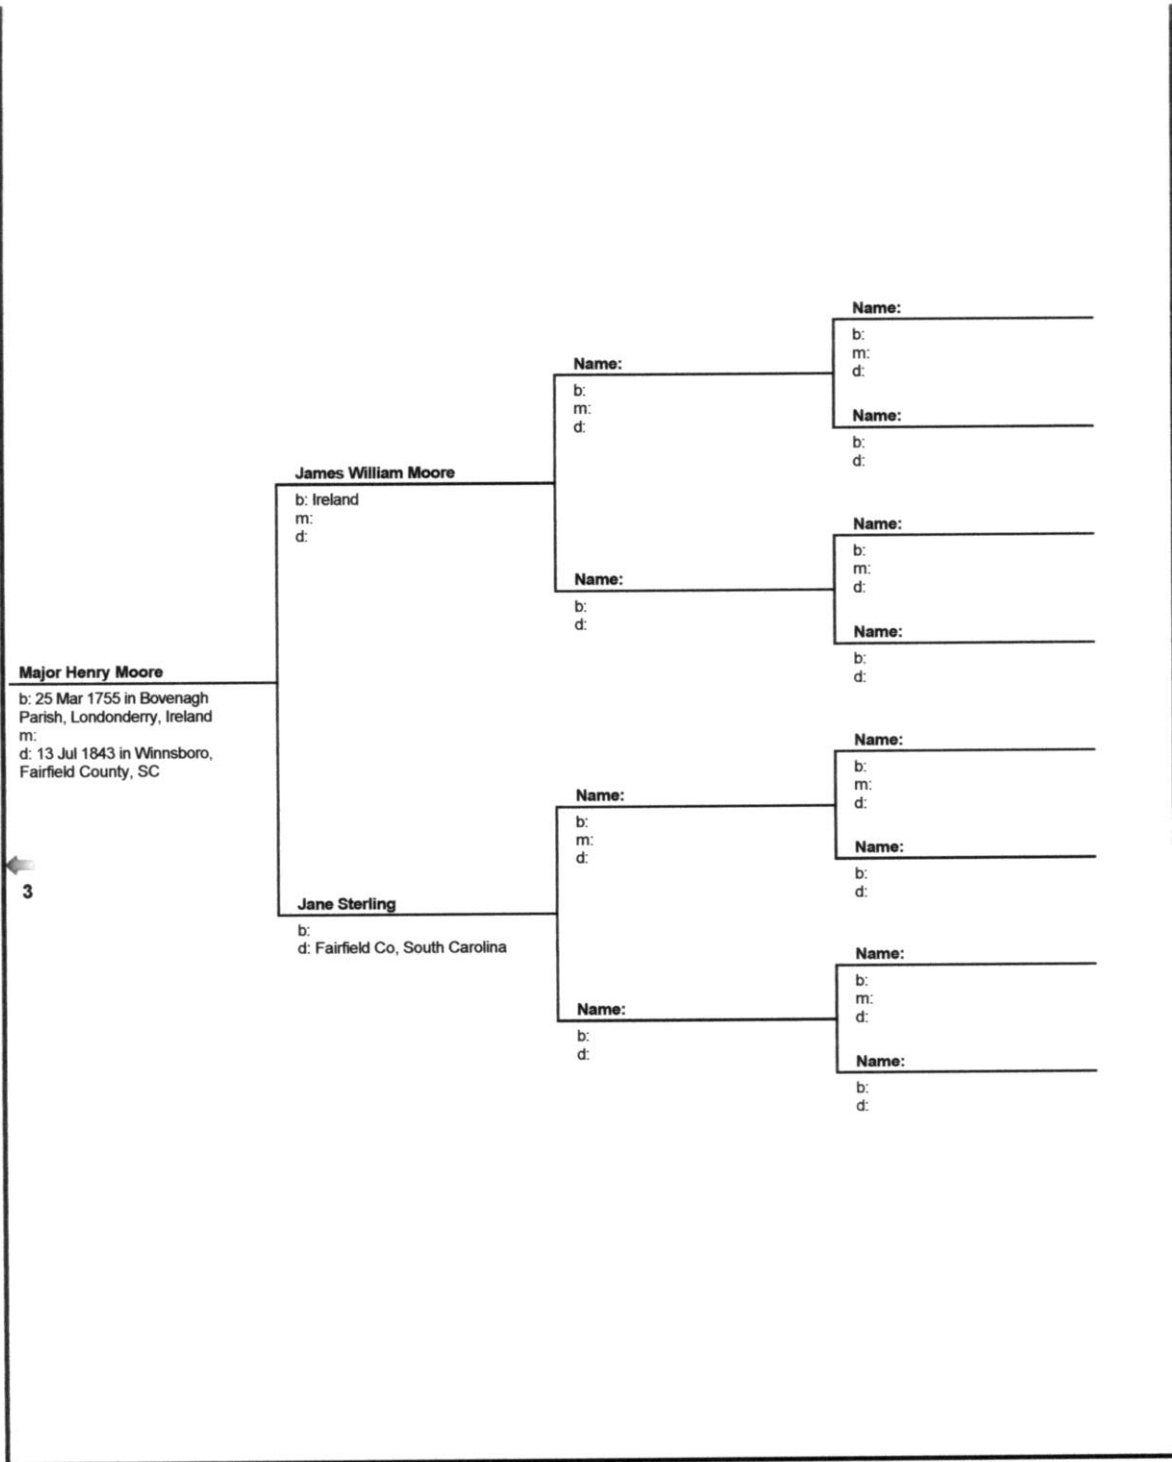 Name:
b:
m:
d:
Name:
b:
m:
d:
Name:
b:
d:
James William Moore
b: Ireland
m:
d:
Name:
b:
m:
d:
Name:
b:
d:
Name:
b:
d:
Major Henry Moore
b: 25 Mar 1755 in Bovenagh
Parish, Londonderry, Ireland
m:
d: 13 Jul 1843 in Winnsboro,
Fairfield County, SC
Name:
b:
m:
d:
Name:
b:
m:
d:
Name:
b:
d:
3
Jane Sterling
b:
d: Fairfield Co, South Carolina
Name:
b:
m:
d:
Name:
b:
d:
Name:
b:
d: